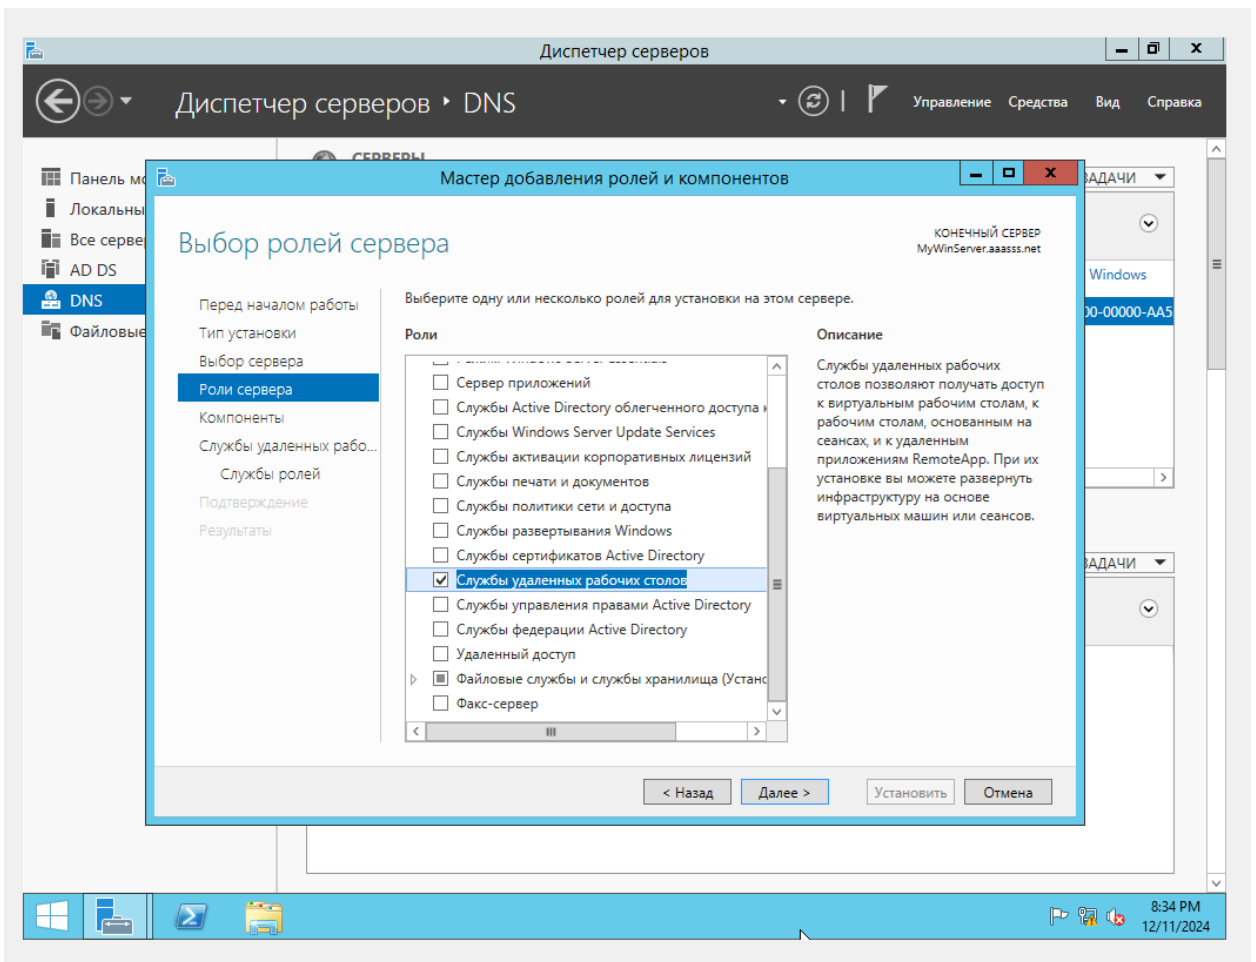 Диспетчер серверов
Диспетчер серверов ‣ DNS
Управление Средства Вид Справка
СЕРВЕРЫ
Панель
Локальны
Все сервер
AD DS
DNS
Файловые
ЗАДАЧИ
Windows
00-00000-AA5
ЗАДАЧИ
Мастер добавления ролей и компонентов
Выбор ролей сервера
КОНЕЧНЫЙ СЕРВЕР
MyWinServer.aaasss.net
Перед началом работы
Тип установки
Выбор сервера
Роли сервера
Компоненты
Службы удаленных рабо...
Службы ролей
Подтверждение
Результаты
Выберите одну или несколько ролей для установки на этом сервере.
Роли
Сервер приложений
Службы Active Directory облегченного доступа к
Службы Windows Server Update Services
Службы активации корпоративных лицензий
Службы печати и документов
Службы политики сети и доступа
Службы развертывания Windows
Службы сертификатов Active Directory
Службы удаленных рабочих столов
Службы управления правами Active Directory
Службы федерации Active Directory
Удаленный доступ
Файловые службы и службы хранилища (Устано
Факс-сервер
Описание
Службы удаленных рабочих
столов позволяют получать доступ
к виртуальным рабочим столам, к
рабочим столам, основанным на
сеансах, и к удаленным
приложениям RemoteApp. При их
установке вы можете развернуть
инфраструктуру на основе
виртуальных машин или сеансов.
< Назад Далее > Установить Отмена
8:34 PM
12/11/2024